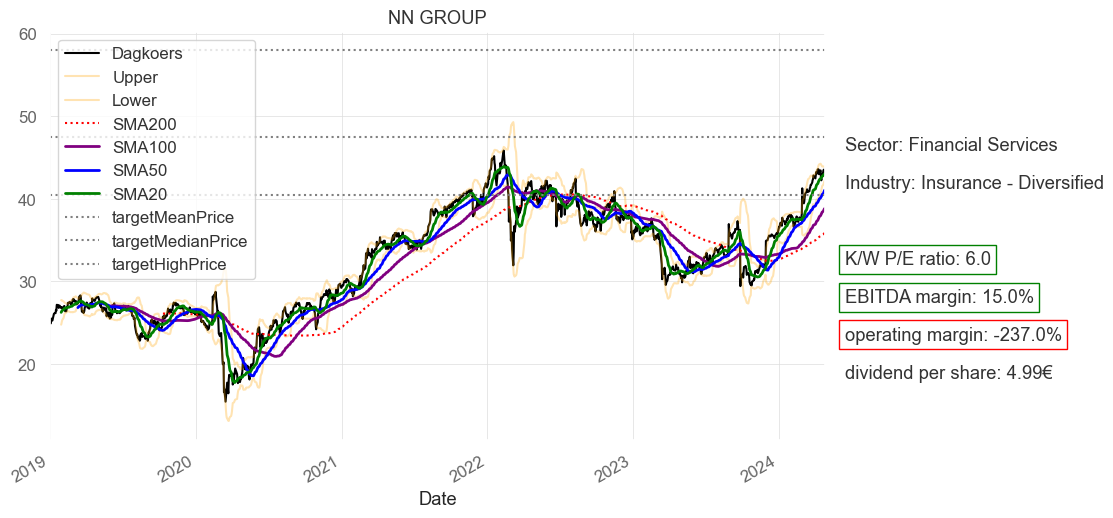 NN GROUP
60
50
40
30
20
Dagkoers
Upper
Lower
SMA200
SMA100
SMA50
SMA20
targetMeanPrice
targetMedianPrice
targetHighPrice
2019
2020
2021
2022
2023
2024
Date
Sector: Financial Services
Industry: Insurance - Diversified
K/W P/E ratio: 6.0
EBITDA margin: 15.0%
operating margin: -237.0%
dividend per share: 4.99€